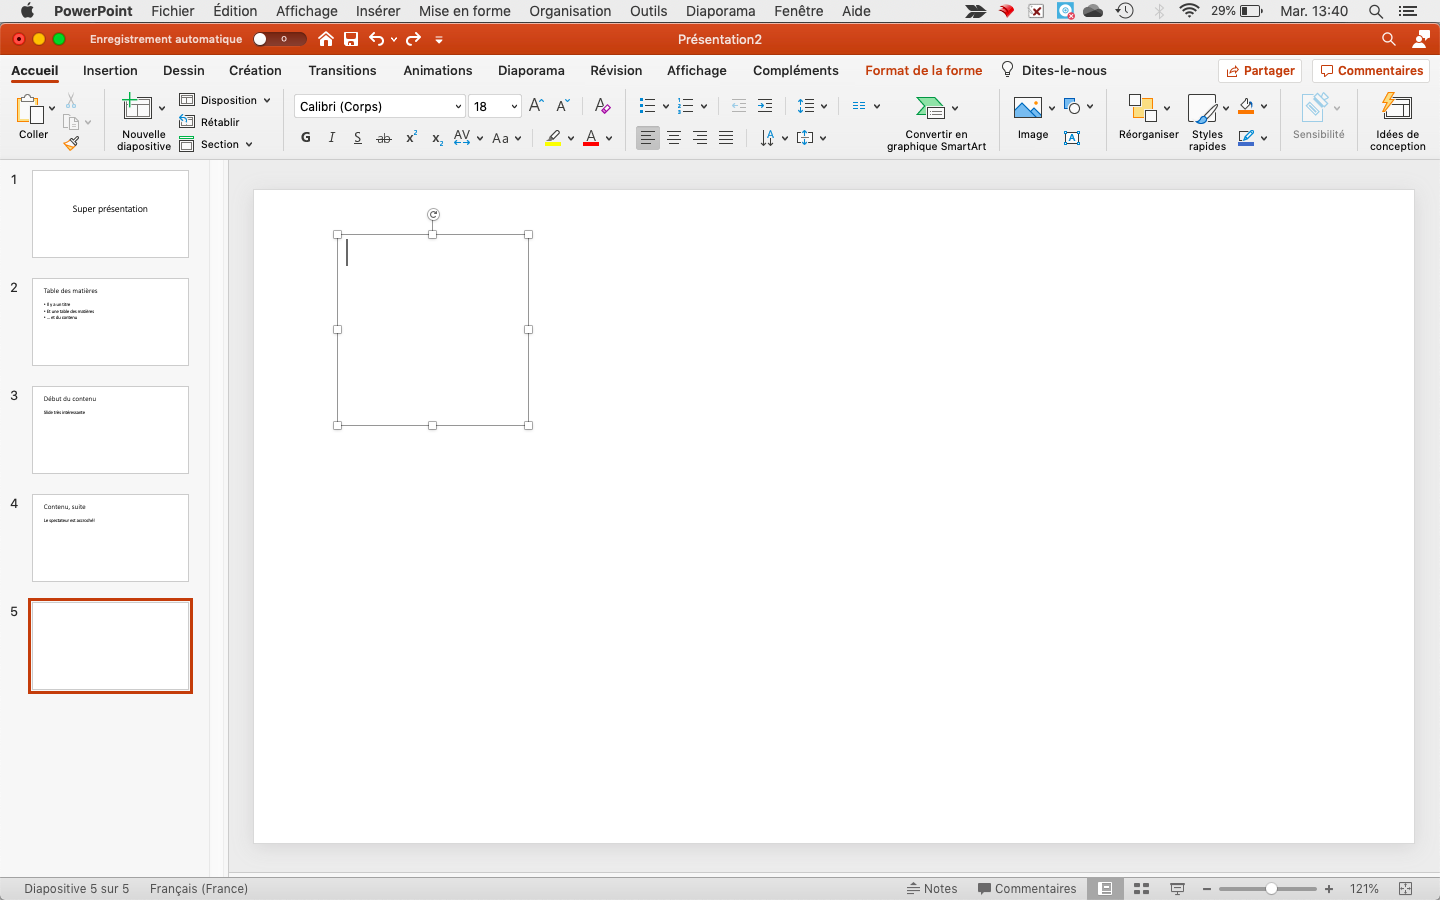 PowerPoint Fichier Édition Affichage Insérer Mise en forme Organisation Outils Diaporama Fenêtre Aide 29% Mar. 13:40
Enregistrement automatique Présentation2
Accueil Insertion Dessin Création Transitions Animations Diaporama Révision Affichage Compléments Format de la forme Dites-le-nous Partager Commentaires
Coller
Nouvelle diapositive
Disposition
Rétablir
Section
Calibri (Corps) 18
G I S ab x² x₂ AV Aa A
Convertir en
graphique SmartArt
Image
Réorganiser
Styles
rapides
Sensibilité
Idées de
conception
1
Super présentation
2
Table des matières
• Il y a un titre
• Et une table des matières
• ... et du contenu
3
Début du contenu
Slide très intéressante
4
Contenu, suite
Le spectateur est accroché!
5
Diapositive 5 sur 5 Français (France) Notes Commentaires 121%